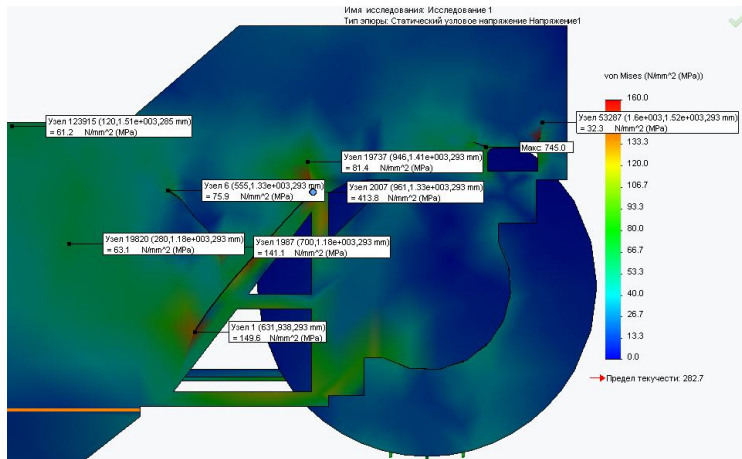 Имя исследования: Исследование 1
Тип эпюры: Статический узловое напряжение Напряжение1
von Mises (N/mm^2 (MPa))
160.0
Узел 53287 (1.6e+003,1.52e+003,293 mm)
= 32.3 N/mm^2 (MPa)
Узел 123915 (120,1.51e+003,285 mm)
= 61.2 N/mm^2 (MPa)
133.3
Макс: 745.0
120.0
Узел 19737 (946,1.41e+003,293 mm)
= 81.4 N/mm^2 (MPa)
106.7
Узел 6 (555,1.33e+003,293 mm)
= 75.9 N/mm^2 (MPa)
Узел 2007 (961,1.33e+003,293 mm)
= 413.8 N/mm^2 (MPa)
93.3
80.0
Узел 19820 (280,1.18e+003,293 mm)
= 63.1 N/mm^2 (MPa)
Узел 1987 (700,1.18e+003,293 mm)
= 141.1 N/mm^2 (MPa)
66.7
53.3
40.0
Узел 1 (631,938,293 mm)
= 149.6 N/mm^2 (MPa)
26.7
13.3
0.0
Предел текучести: 282.7